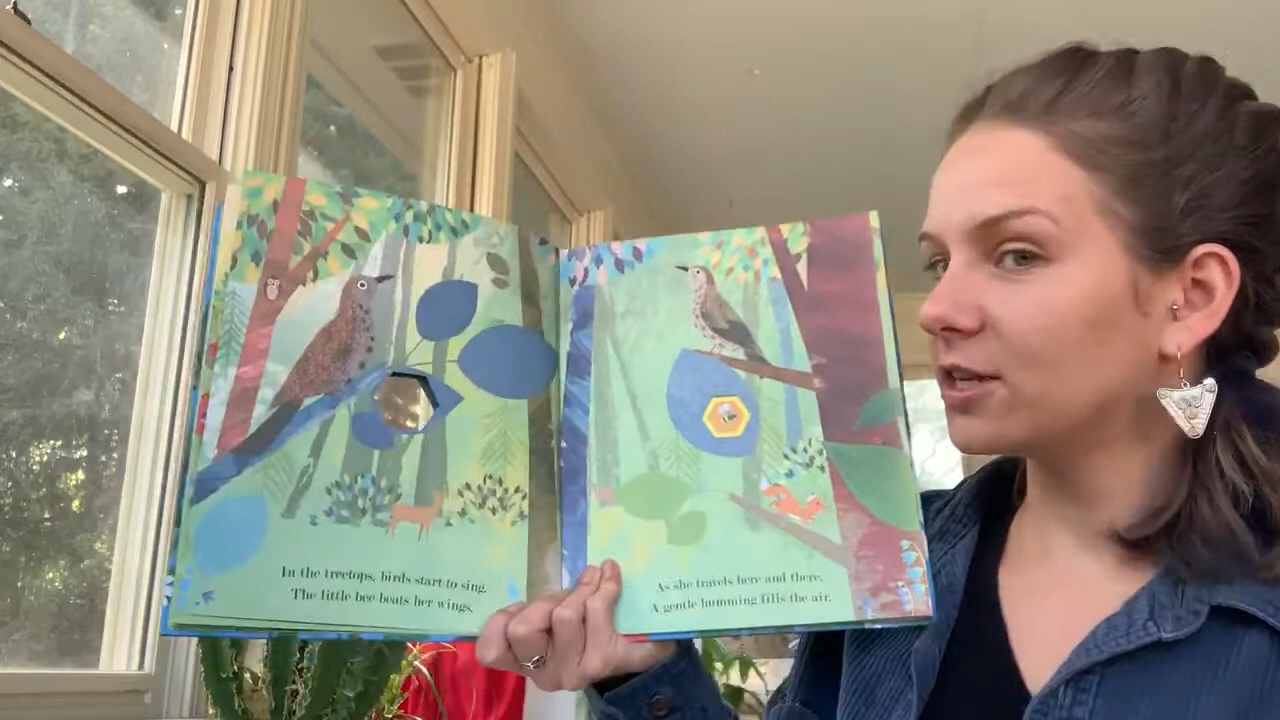 In the treetops, birds start to sing.
The little bee beats her wings.
As she travels here and there,
A gentle humming fills the air.